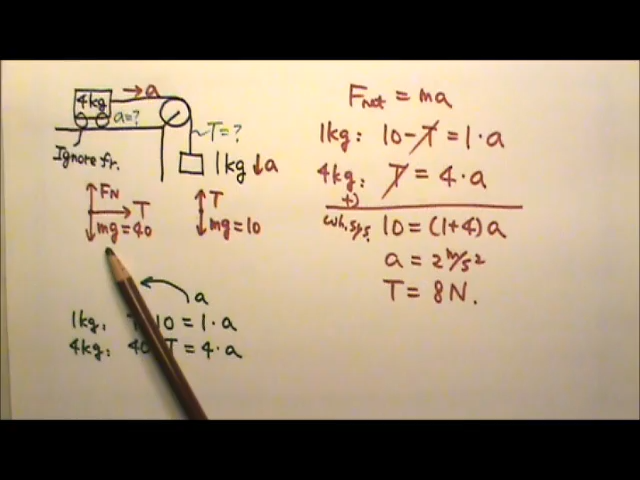 4kg
a
a=?
T=?
Ignore fr.
1kg a
FN
T
mg=40
T
mg=10
a
1kg: 10 = 1·a
4kg: 40 T = 4·a
Fnet = ma
1kg: 10-T = 1·a
4kg: T = 4·a
+)
wh.sys. 10 = (1+4)a
a = 2 m/s²
T = 8N.